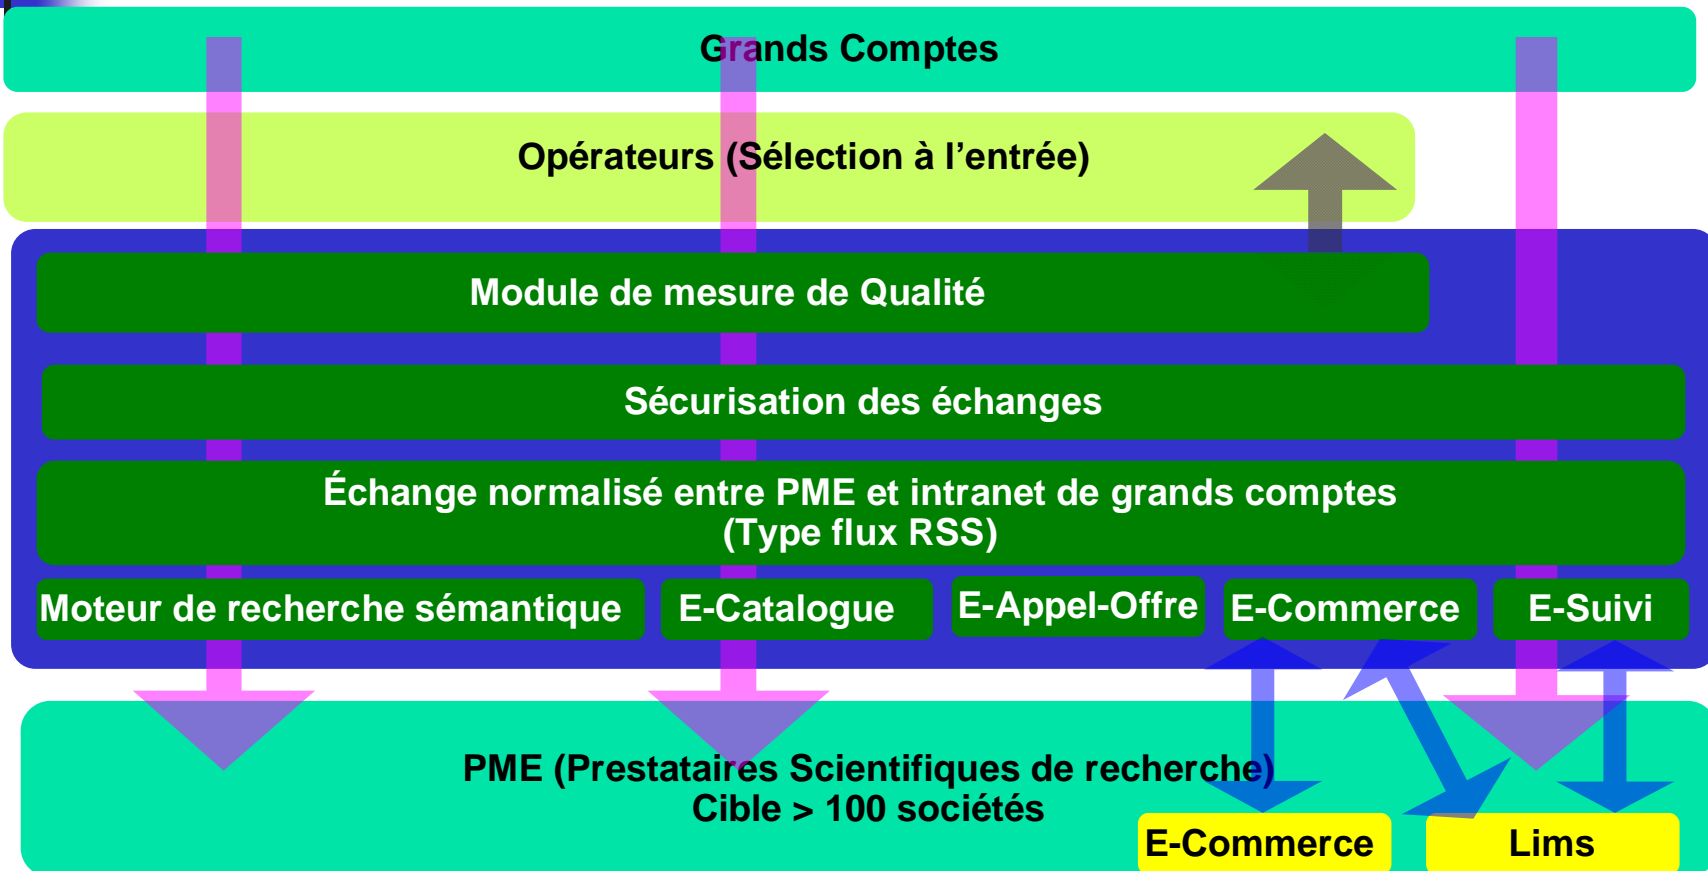 Grands Comptes
Opérateurs (Sélection à l’entrée)
Module de mesure de Qualité
Sécurisation des échanges
Échange normalisé entre PME et intranet de grands comptes
(Type flux RSS)
Moteur de recherche sémantique
E-Catalogue
E-Appel-Offre
E-Commerce
E-Suivi
PME (Prestataires Scientifiques de recherche)
Cible > 100 sociétés
E-Commerce
Lims